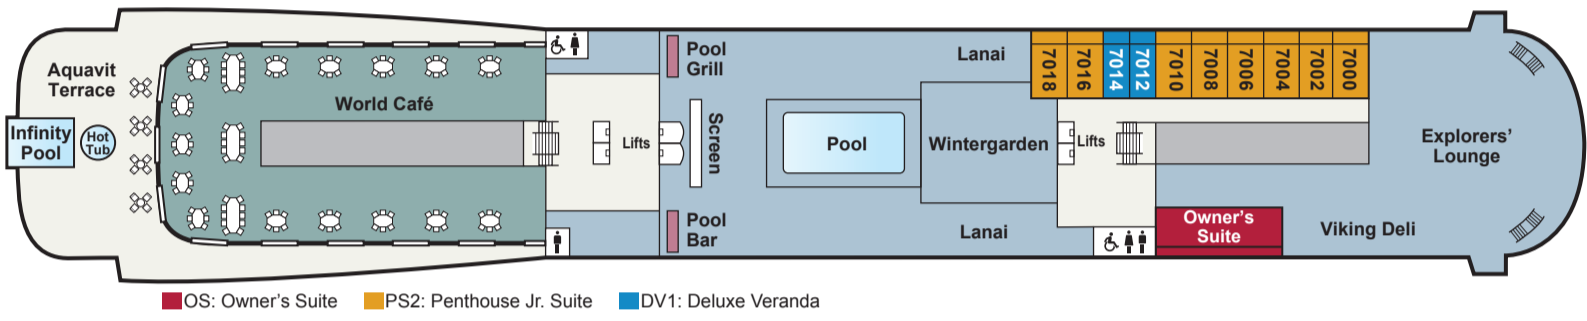 Aquavit
Terrace
Infinity
Pool
Hot
Tub
World Café
Lifts
Pool
Grill
Screen
Pool
Bar
Pool
Lanai
Wintergarden
Lanai
7018
7016
7014
7012
7010
7008
7006
7004
7002
7000
Lifts
Owner's
Suite
Explorers'
Lounge
Viking Deli
OS: Owner's Suite
PS2: Penthouse Jr. Suite
DV1: Deluxe Veranda